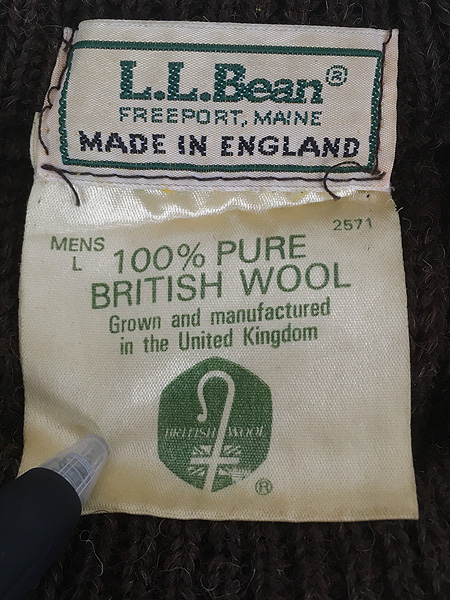 L.L.Bean®
FREEPORT, MAINE
MADE IN ENGLAND
2571
MENS
L
100% PURE
BRITISH WOOL
Grown and manufactured
in the United Kingdom
BRITISH WOOL
®